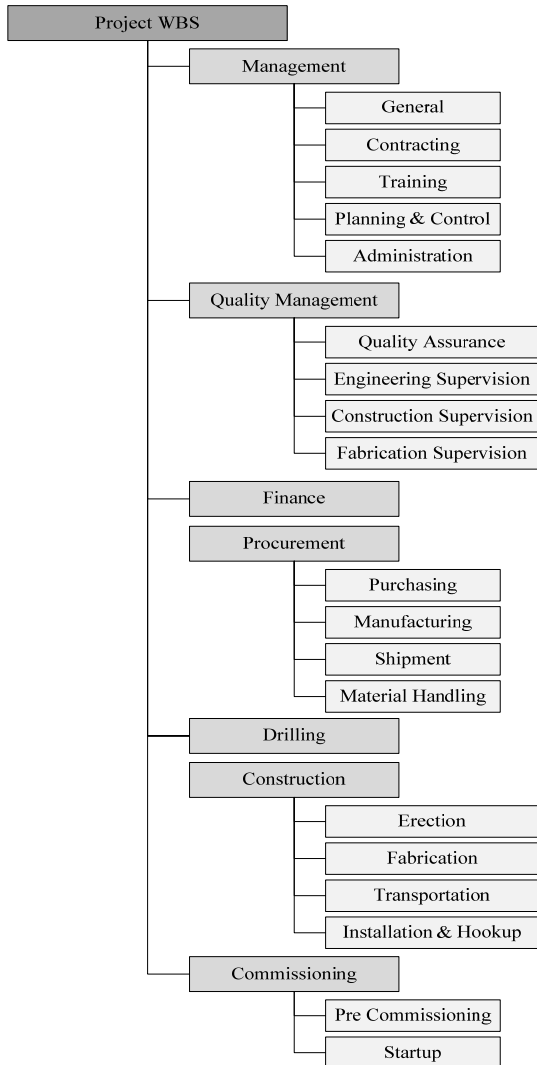 Project WBS
Management
General
Contracting
Training
Planning & Control
Administration
Quality Management
Quality Assurance
Engineering Supervision
Construction Supervision
Fabrication Supervision
Finance
Procurement
Purchasing
Manufacturing
Shipment
Material Handling
Drilling
Construction
Erection
Fabrication
Transportation
Installation & Hookup
Commissioning
Pre Commissioning
Startup